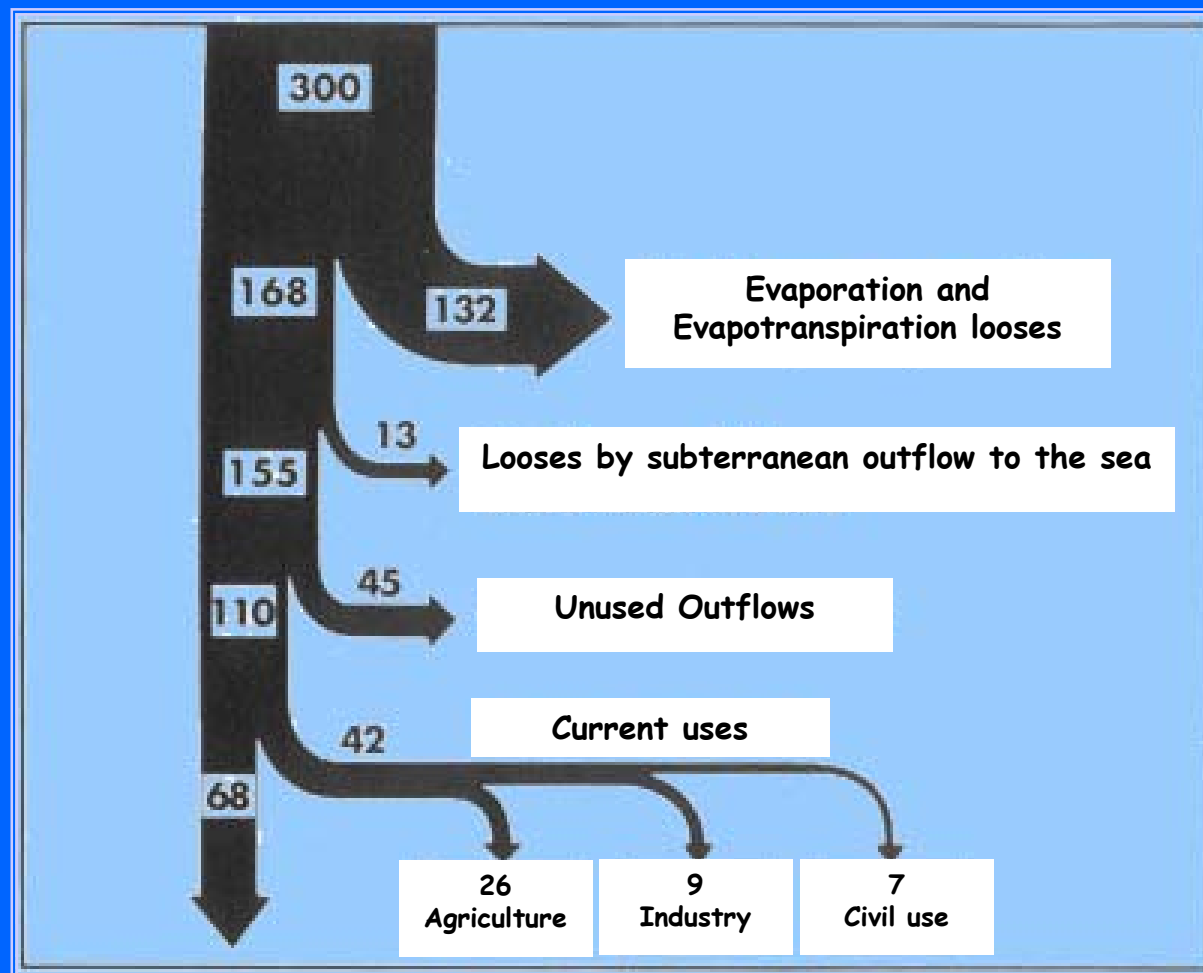 300
168
132
Evaporation and
Evapotranspiration looses
13
155
Looses by subterranean outflow to the sea
45
110
Unused Outflows
42
Current uses
68
26
Agriculture
9
Industry
7
Civil use